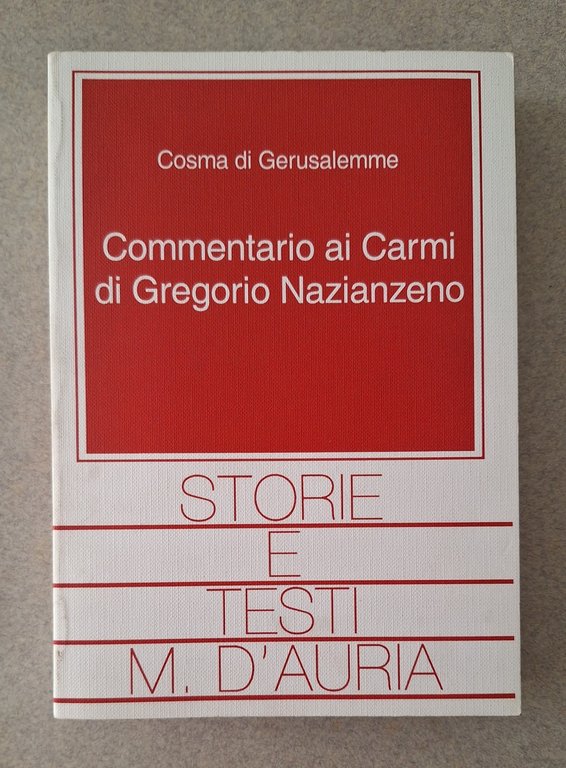 Cosma di Gerusalemme
Commentario ai Carmi
di Gregorio Nazianzeno
STORIE
E
TESTI
M. D'AURIA